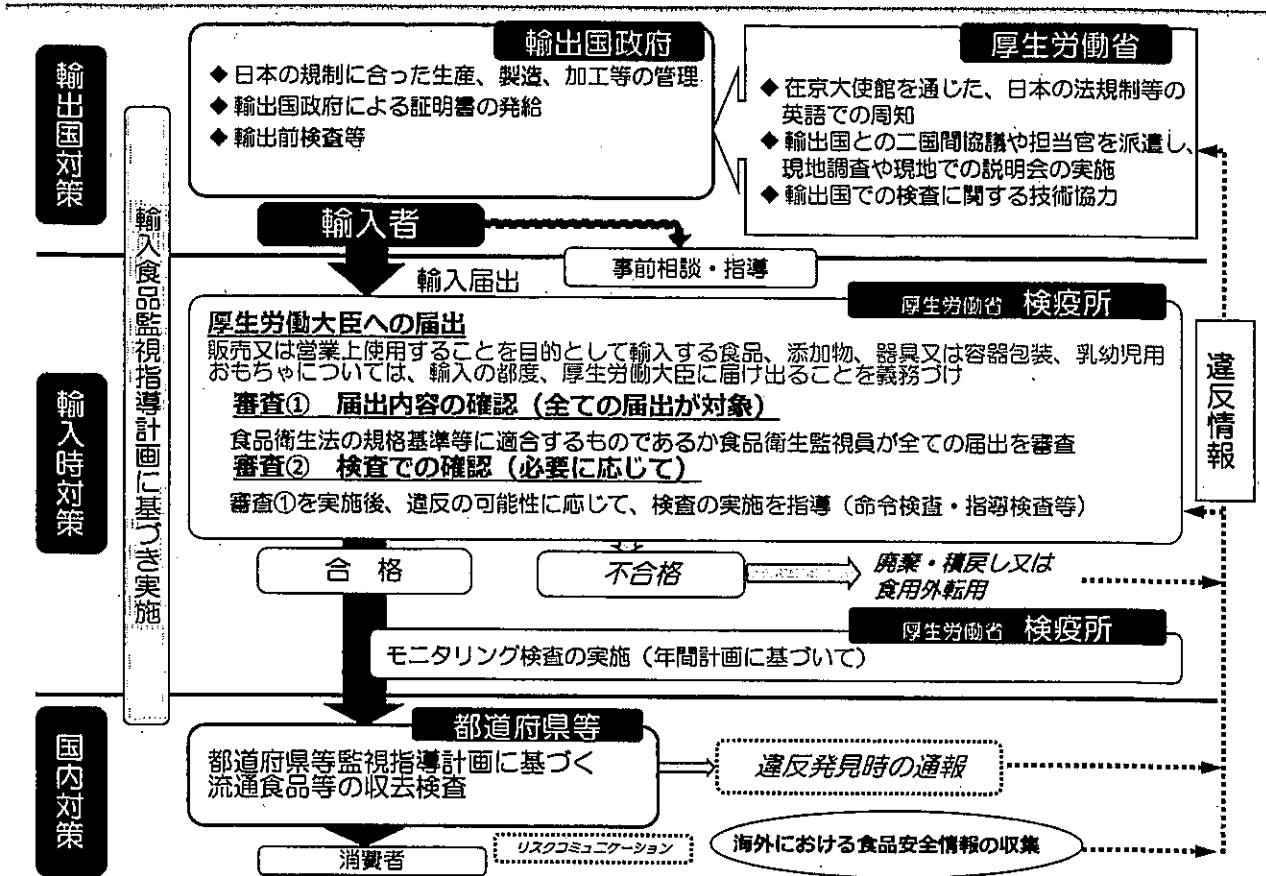 輸出国対策
輸出国政府
◆ 日本の規制に合った生産、製造、加工等の管理
◆ 輸出国政府による証明書の発給
◆ 輸出前検査等
厚生労働省
◆ 在京大使館を通じた、日本の法規制等の
英語での周知
◆ 輸出国との二国間協議や担当官を派遣し、
現地調査や現地での説明会の実施
◆ 輸出国での検査に関する技術協力
輸入食品監視指導計画に基づき実施
輸入者
事前相談・指導
輸入届出
輸入時対策
厚生労働省 検疫所
厚生労働大臣への届出
販売又は営業上使用することを目的として輸入する食品、添加物、器具又は容器包装、乳幼児用
おもちゃについては、輸入の都度、厚生労働大臣に届け出ることを義務づけ
審査① 届出内容の確認（全ての届出が対象）
食品衛生法の規格基準等に適合するものであるか食品衛生監視員が全ての届出を審査
審査② 検査での確認（必要に応じて）
審査①を実施後、違反の可能性に応じて、検査の実施を指導（命令検査・指導検査等）
違反情報
合 格
不合格
廃棄・積戻し又は
食用外転用
厚生労働省 検疫所
モニタリング検査の実施（年間計画に基づいて）
国内対策
都道府県等
都道府県等監視指導計画に基づく
流通食品等の収去検査
違反発見時の通報
消費者
リスクコミュニケーション
海外における食品安全情報の収集